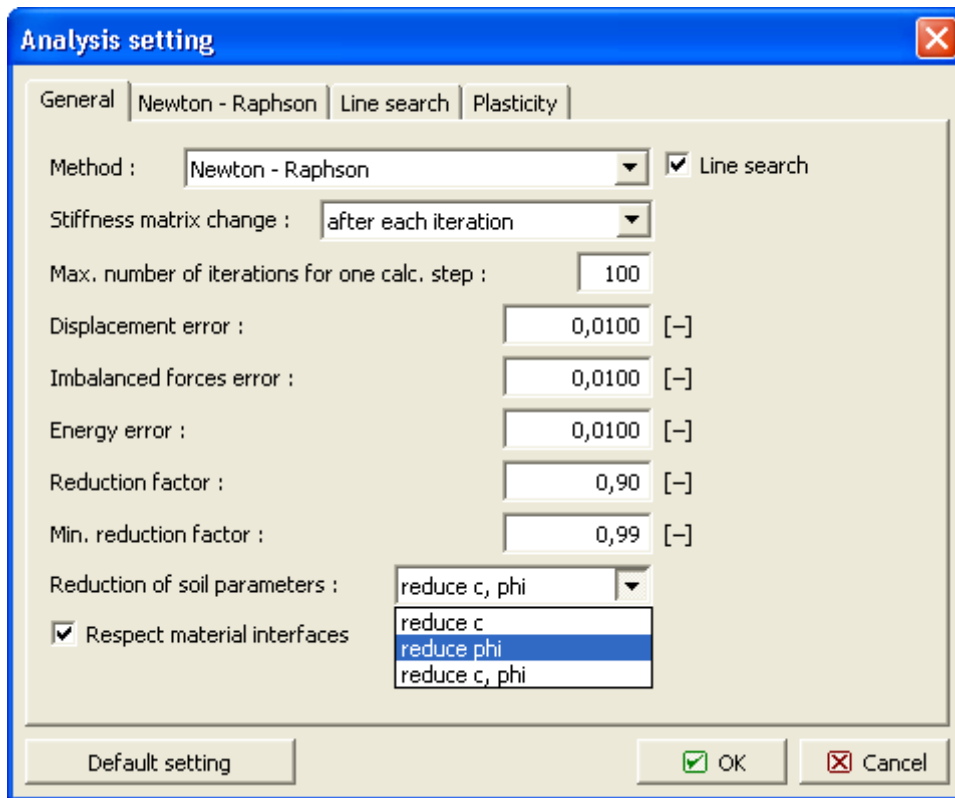 Analysis setting
General Newton - Raphson Line search Plasticity
Method : Newton - Raphson Line search
Stiffness matrix change : after each iteration
Max. number of iterations for one calc. step : 100
Displacement error : 0,0100 [–]
Imbalanced forces error : 0,0100 [–]
Energy error : 0,0100 [–]
Reduction factor : 0,90 [–]
Min. reduction factor : 0,99 [–]
Reduction of soil parameters : reduce c, phi
reduce c
Respect material interfaces reduce phi
reduce c, phi
Default setting OK Cancel